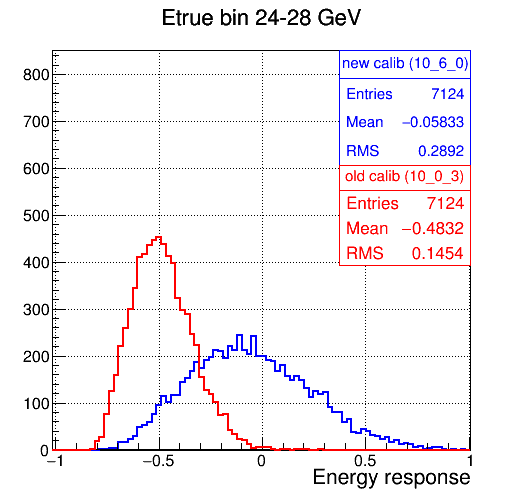 Etrue bin 24-28 GeV
new calib (10_6_0)
Entries 7124
Mean −0.05833
RMS 0.2892
old calib (10_0_3)
Entries 7124
Mean −0.4832
RMS 0.1454
800
700
600
500
400
300
200
100
0
−1 −0.5 0 0.5 1
Energy response